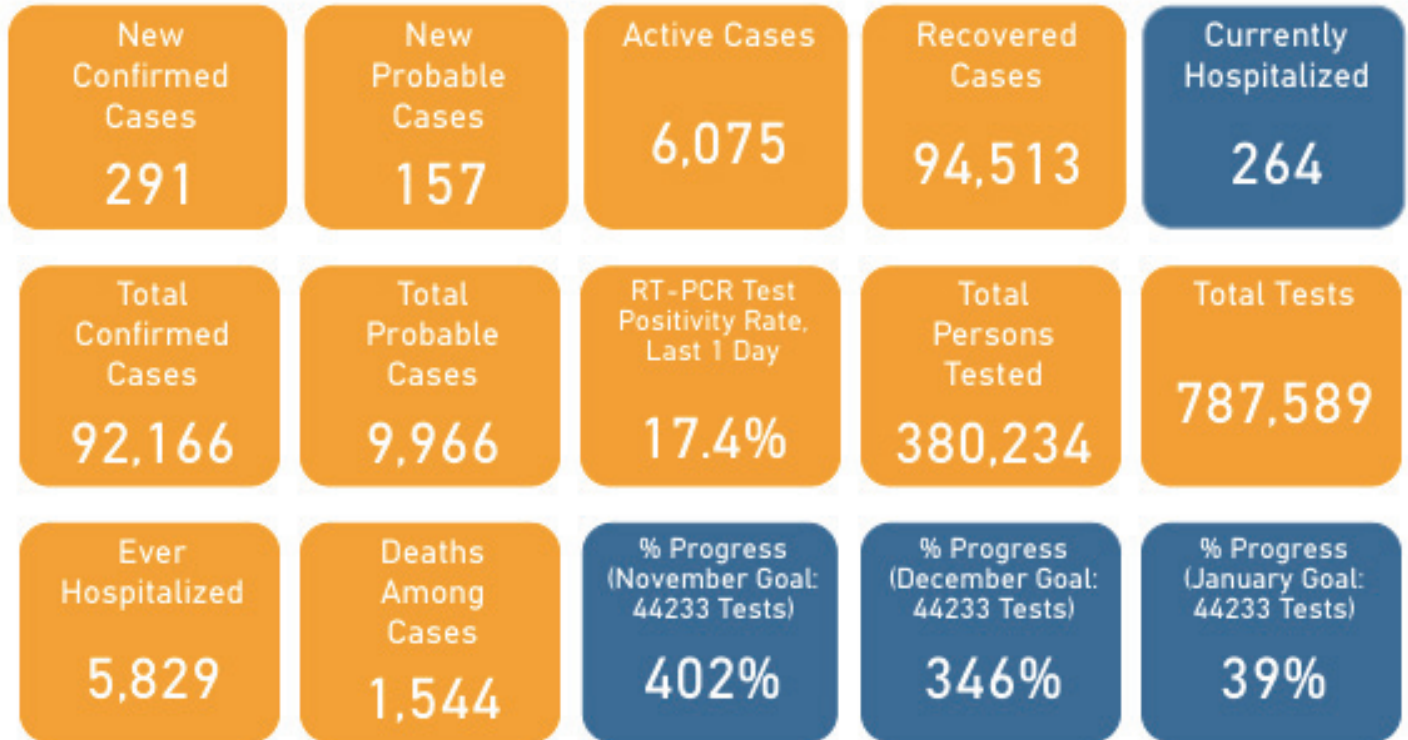 New
Confirmed
Cases
291
New
Probable
Cases
157
Active Cases
6,075
Recovered
Cases
94,513
Currently
Hospitalized
264
Total
Confirmed
Cases
92,166
Total
Probable
Cases
9,966
RT-PCR Test
Positivity Rate,
Last 1 Day
17.4%
Total
Persons
Tested
380,234
Total Tests
787,589
Ever
Hospitalized
5,829
Deaths
Among
Cases
1,544
% Progress
(November Goal:
44233 Tests)
402%
% Progress
(December Goal:
44233 Tests)
346%
% Progress
(January Goal:
44233 Tests)
39%